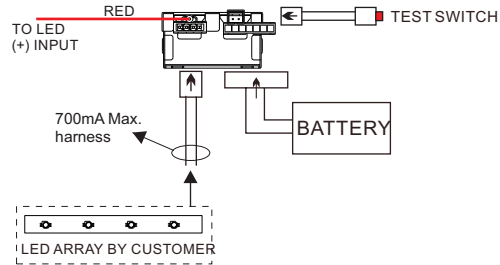 RED
TO LED
(+) INPUT
TEST SWITCH
700mA Max.
harness
BATTERY
LED ARRAY BY CUSTOMER